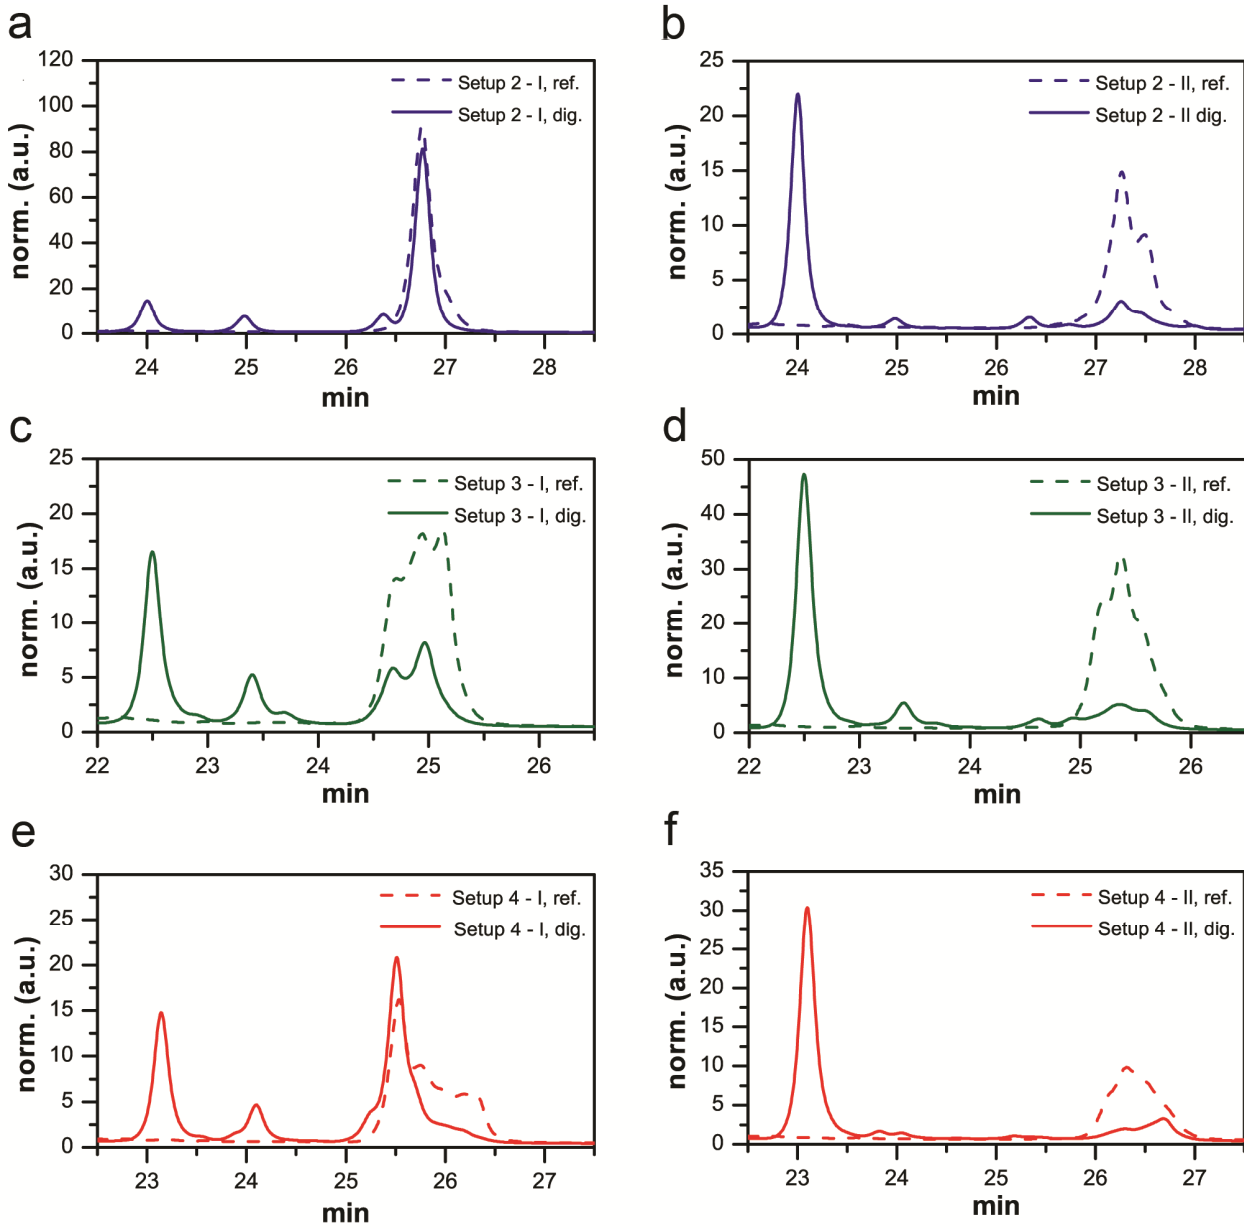 a
120
100
80
60
40
20
0
norm. (a.u.)
Setup 2 - I, ref.
Setup 2 - I, dig.
24 25 26 27 28
min
b
25
20
15
10
5
0
norm. (a.u.)
Setup 2 - II, ref.
Setup 2 - II dig.
24 25 26 27 28
min
c
25
20
15
10
5
0
norm. (a.u.)
Setup 3 - I, ref.
Setup 3 - I, dig.
22 23 24 25 26
min
d
50
40
30
20
10
0
norm. (a.u.)
Setup 3 - II, ref.
Setup 3 - II, dig.
22 23 24 25 26
min
e
30
25
20
15
10
5
0
norm. (a.u.)
Setup 4 - I, ref.
Setup 4 - I, dig.
23 24 25 26 27
min
f
35
30
25
20
15
10
5
0
norm. (a.u.)
Setup 4 - II, ref.
Setup 4 - II, dig.
23 24 25 26 27
min